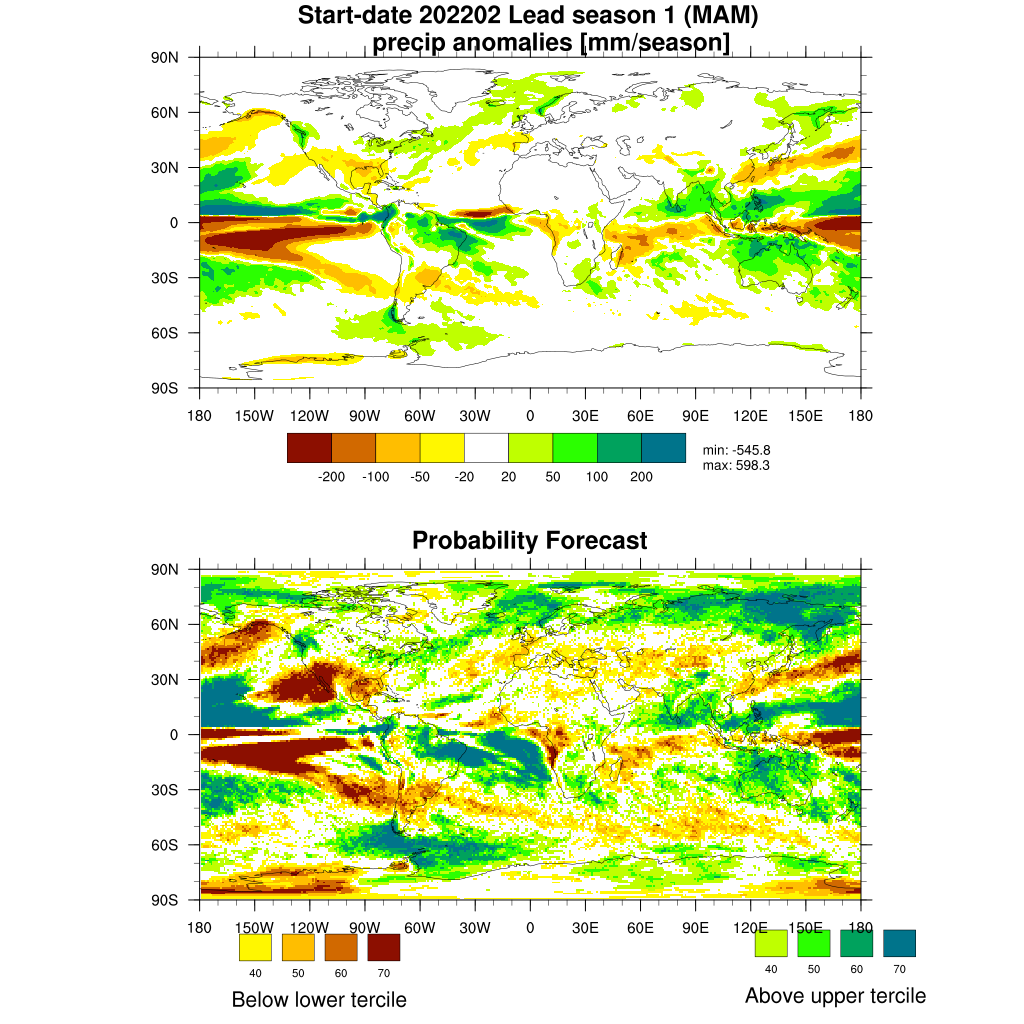 Start-date 202202 Lead season 1 (MAM)
precip anomalies [mm/season]
90N
60N
30N
0
30S
60S
90S
180 150W 120W 90W 60W 30W 0 30E 60E 90E 120E 150E 180
-200 -100 -50 -20 20 50 100 200
min: -545.8
max: 598.3
Probability Forecast
90N
60N
30N
0
30S
60S
90S
180 150W 120W 90W 60W 30W 0 30E 60E 90E 120E 150E 180
40 50 60 70
Below lower tercile
40 50 60 70
Above upper tercile